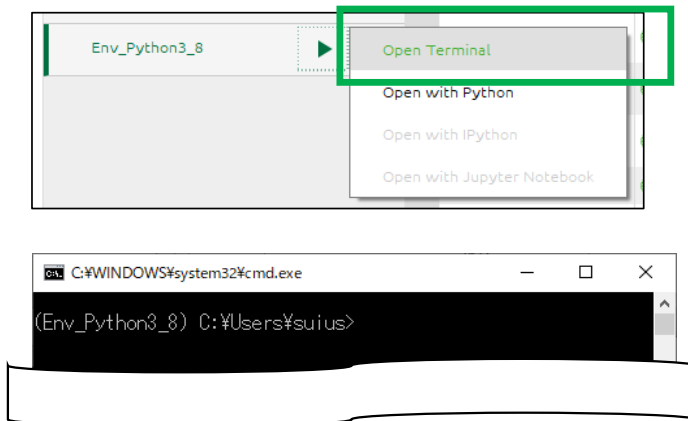 Env_Python3_8
Open Terminal
Open with Python
Open with IPython
Open with Jupyter Notebook
C:¥WINDOWS¥system32¥cmd.exe
(Env_Python3_8) C:¥Users¥suius>